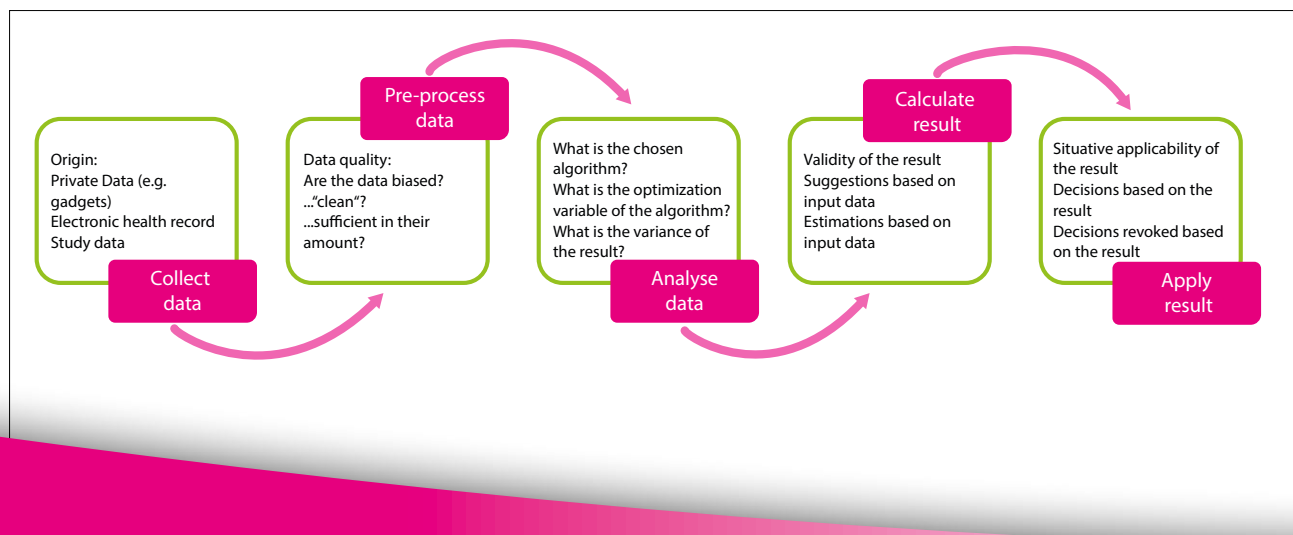 Origin:
Private Data (e.g.
gadgets)
Electronic health record
Study data
Collect
data
Pre-process
data
Data quality:
Are the data biased?
...“clean“?
...sufficient in their
amount?
What is the chosen
algorithm?
What is the optimization
variable of the algorithm?
What is the variance of
the result?
Analyse
data
Calculate
result
Validity of the result
Suggestions based on
input data
Estimations based on
input data
Situative applicability of
the result
Decisions based on the
result
Decisions revoked based
on the result
Apply
result